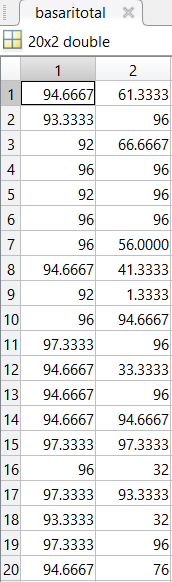 basaritotal
20x2 double
1 2
1 94.6667 61.3333
2 93.3333 96
3 92 66.6667
4 96 96
5 92 96
6 96 96
7 96 56.0000
8 94.6667 41.3333
9 92 1.3333
10 96 94.6667
11 97.3333 96
12 94.6667 33.3333
13 94.6667 96
14 94.6667 94.6667
15 97.3333 97.3333
16 96 32
17 97.3333 93.3333
18 93.3333 32
19 97.3333 96
20 94.6667 76